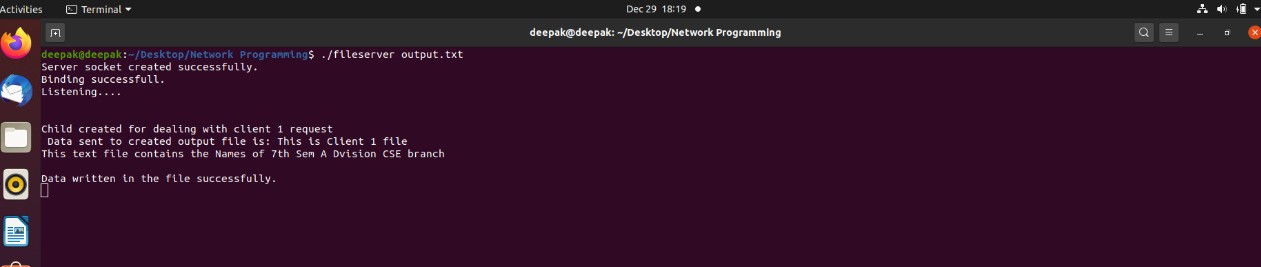 Activities
Terminal
Dec 29 18:19
deepak@deepak: ~/Desktop/Network Programming
deepak@deepak:~/Desktop/Network Programming$ ./fileserver output.txt
Server socket created successfully.
Binding successfull.
Listening....
Child created for dealing with client 1 request
Data sent to created output file is: This is Client 1 file
This text file contains the Names of 7th Sem A Dvision CSE branch
Data written in the file successfully.